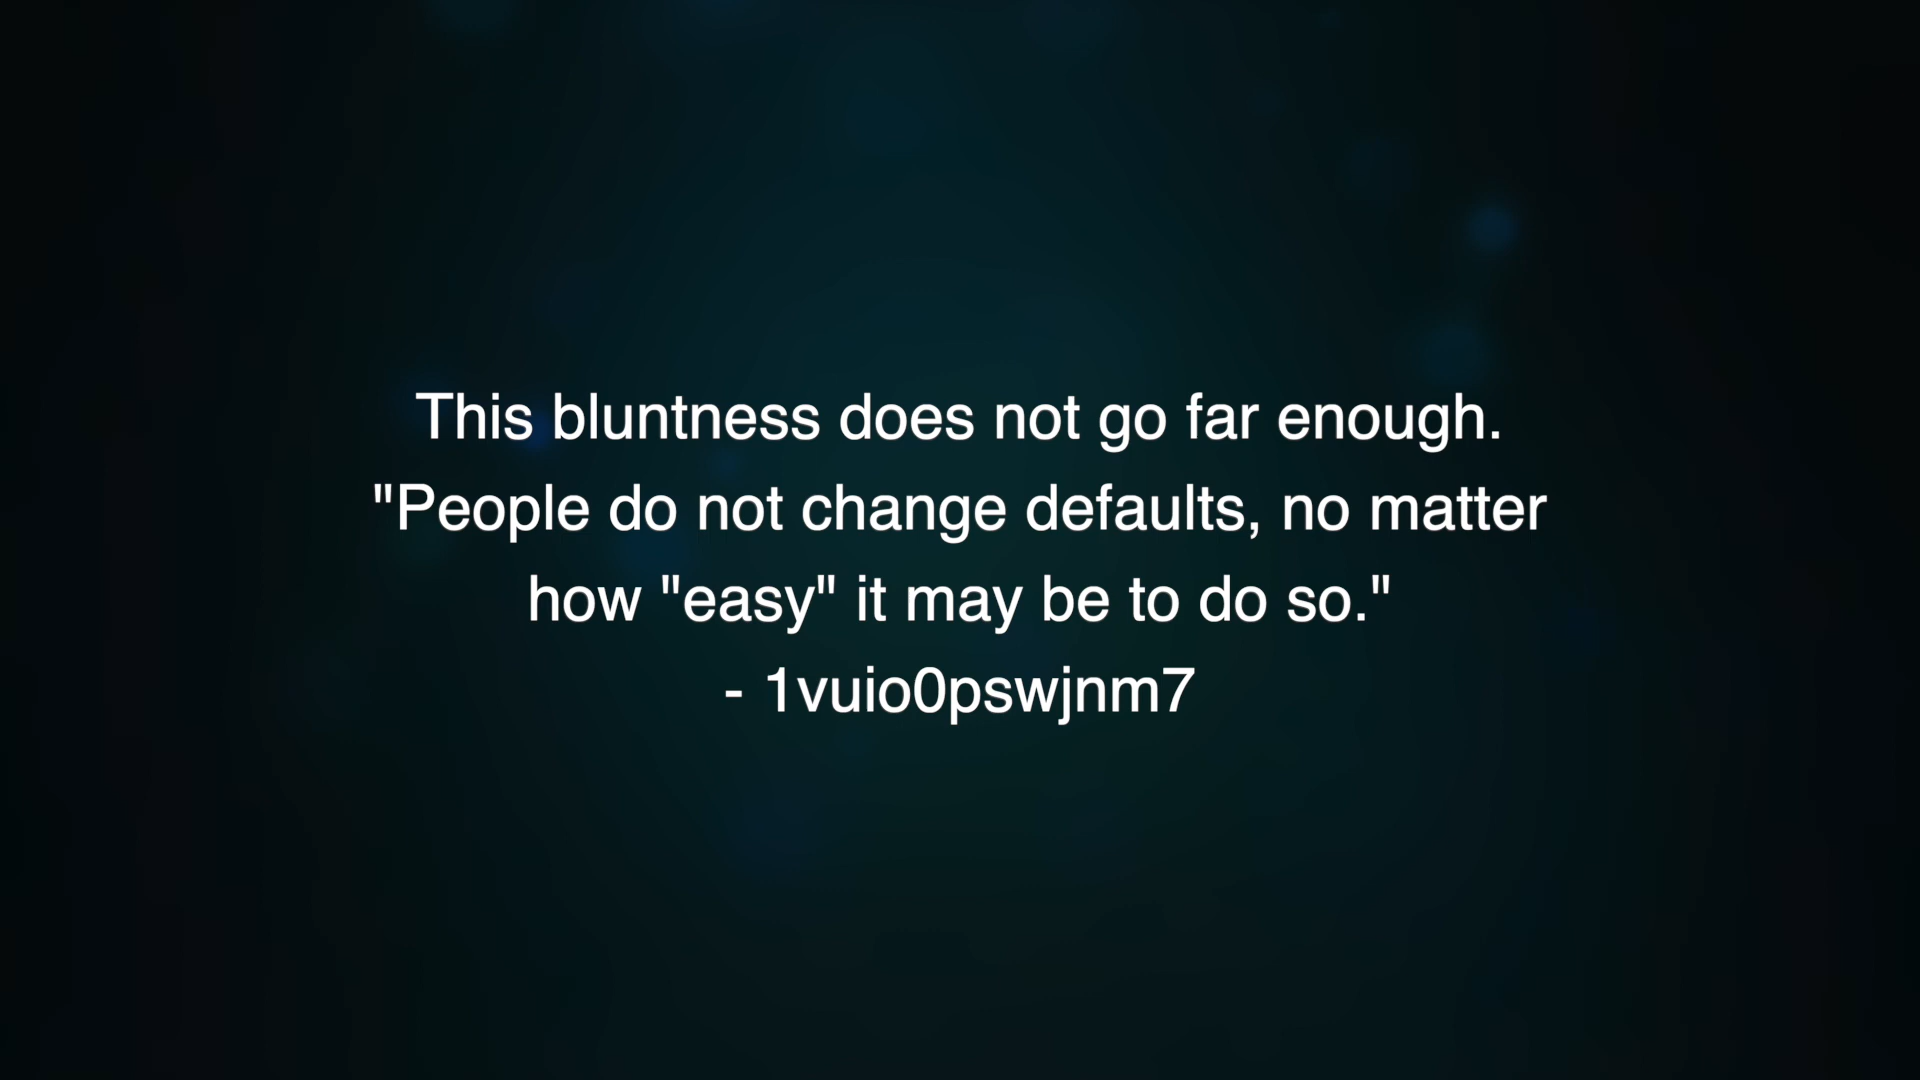 This bluntness does not go far enough.
"People do not change defaults, no matter
how "easy" it may be to do so."
- 1vuio0pswjnm7